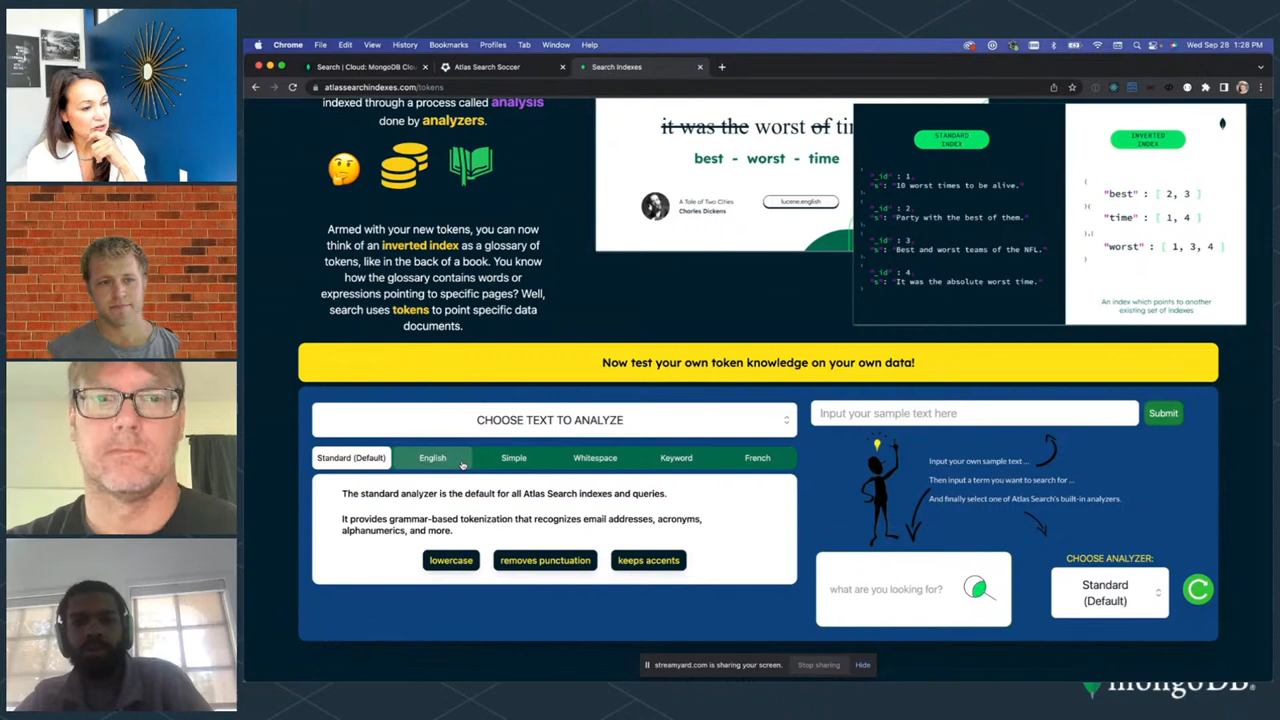 Chrome File Edit View History Bookmarks Profiles Tab Window Help
Wed Sep 28 1:28 PM
Search | Cloud: MongoDB Clou
Atlas Search Soccer
Search Indexes
atlassearchindexes.com/tokens
indexed through a process called analysis
done by analyzers.
Armed with your new tokens, you can now
think of an inverted index as a glossary of
tokens, like in the back of a book. You know
how the glossary contains words or
expressions pointing to specific pages? Well,
search uses tokens to point specific data
documents.
it was the worst of tim
best - worst - time
A Tale of Two Cities
Charles Dickens
lucene.english
STANDARD
INDEX
{
"_id" : 1,
"s": "10 worst times to be alive."
"_id" : 2,
"s": "Party with the best of them."
"_id" : 3,
"s": "Best and worst teams of the NFL."
"_id" : 4,
"s": "It was the absolute worst time."
INVERTED
INDEX
{
"best" : [ 2, 3 ]
"time" : [ 1, 4 ]
"worst" : [ 1, 3, 4 ]
}
An index which points to another
existing set of indexes
Now test your own token knowledge on your own data!
CHOOSE TEXT TO ANALYZE
Standard (Default) English Simple Whitespace Keyword French
The standard analyzer is the default for all Atlas Search indexes and queries.
It provides grammar-based tokenization that recognizes email addresses, acronyms,
alphanumerics, and more.
lowercase removes punctuation keeps accents
Input your sample text here
Submit
Input your own sample text ...
Then input a term you want to search for ...
And finally select one of Atlas Search's built-in analyzers.
what are you looking for?
CHOOSE ANALYZER:
Standard
(Default)
streamyard.com is sharing your screen. Stop sharing Hide
mongoDB